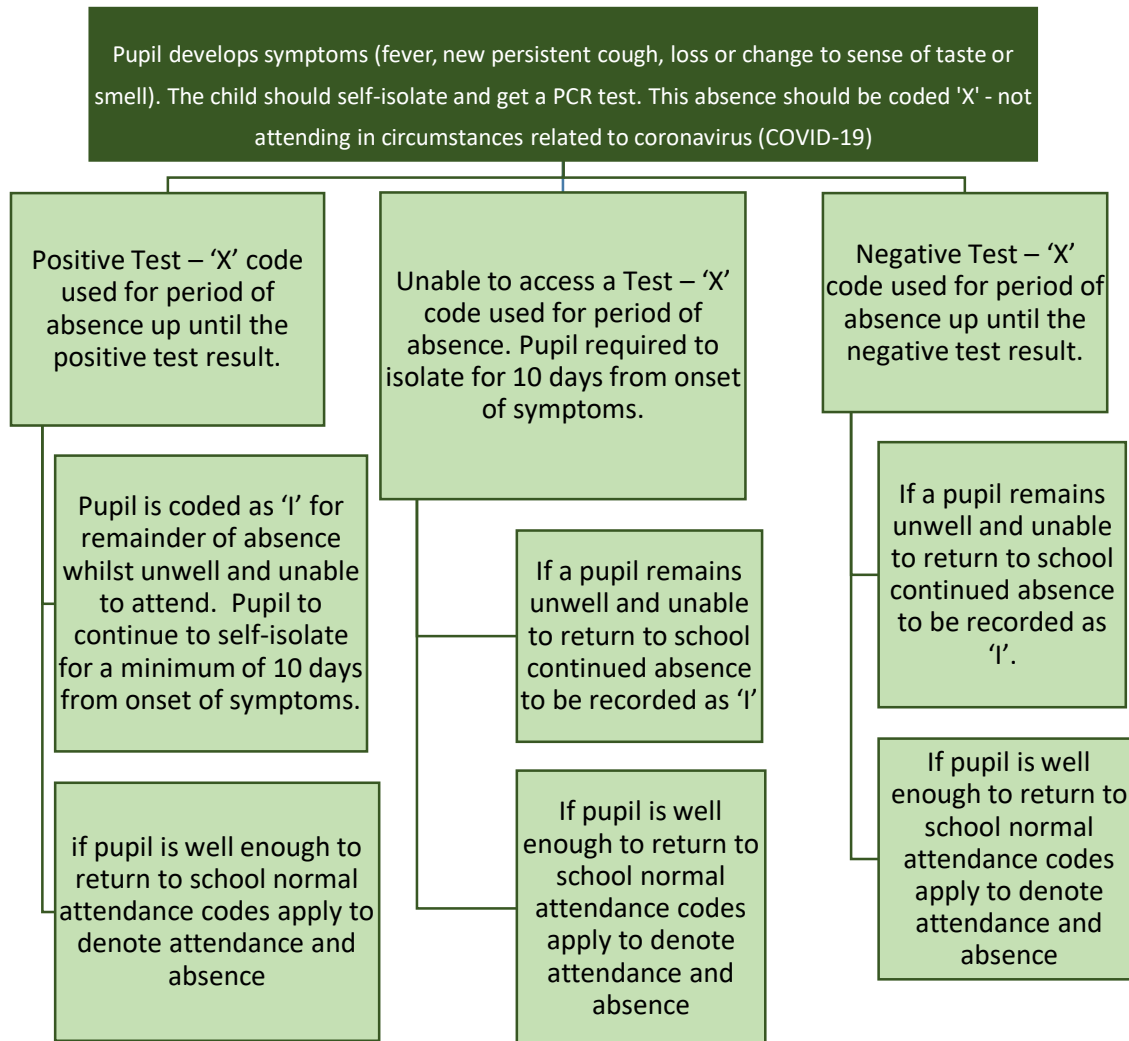 Pupil develops symptoms (fever, new persistent cough, loss or change to sense of taste or
smell). The child should self-isolate and get a PCR test. This absence should be coded 'X' - not
attending in circumstances related to coronavirus (COVID-19)
Positive Test – ‘X’ code
used for period of
absence up until the
positive test result.
Pupil is coded as ‘I’ for
remainder of absence
whilst unwell and unable
to attend. Pupil to
continue to self-isolate
for a minimum of 10 days
from onset of symptoms.
if pupil is well enough to
return to school normal
attendance codes apply to
denote attendance and
absence
Unable to access a Test – ‘X’
code used for period of
absence. Pupil required to
isolate for 10 days from onset
of symptoms.
If a pupil remains
unwell and unable
to return to school
continued absence
to be recorded as ‘I’
If pupil is well
enough to return to
school normal
attendance codes
apply to denote
attendance and
absence
Negative Test – ‘X’
code used for period of
absence up until the
negative test result.
If a pupil remains
unwell and unable
to return to school
continued absence
to be recorded as
‘I’.
If pupil is well
enough to return to
school normal
attendance codes
apply to denote
attendance and
absence